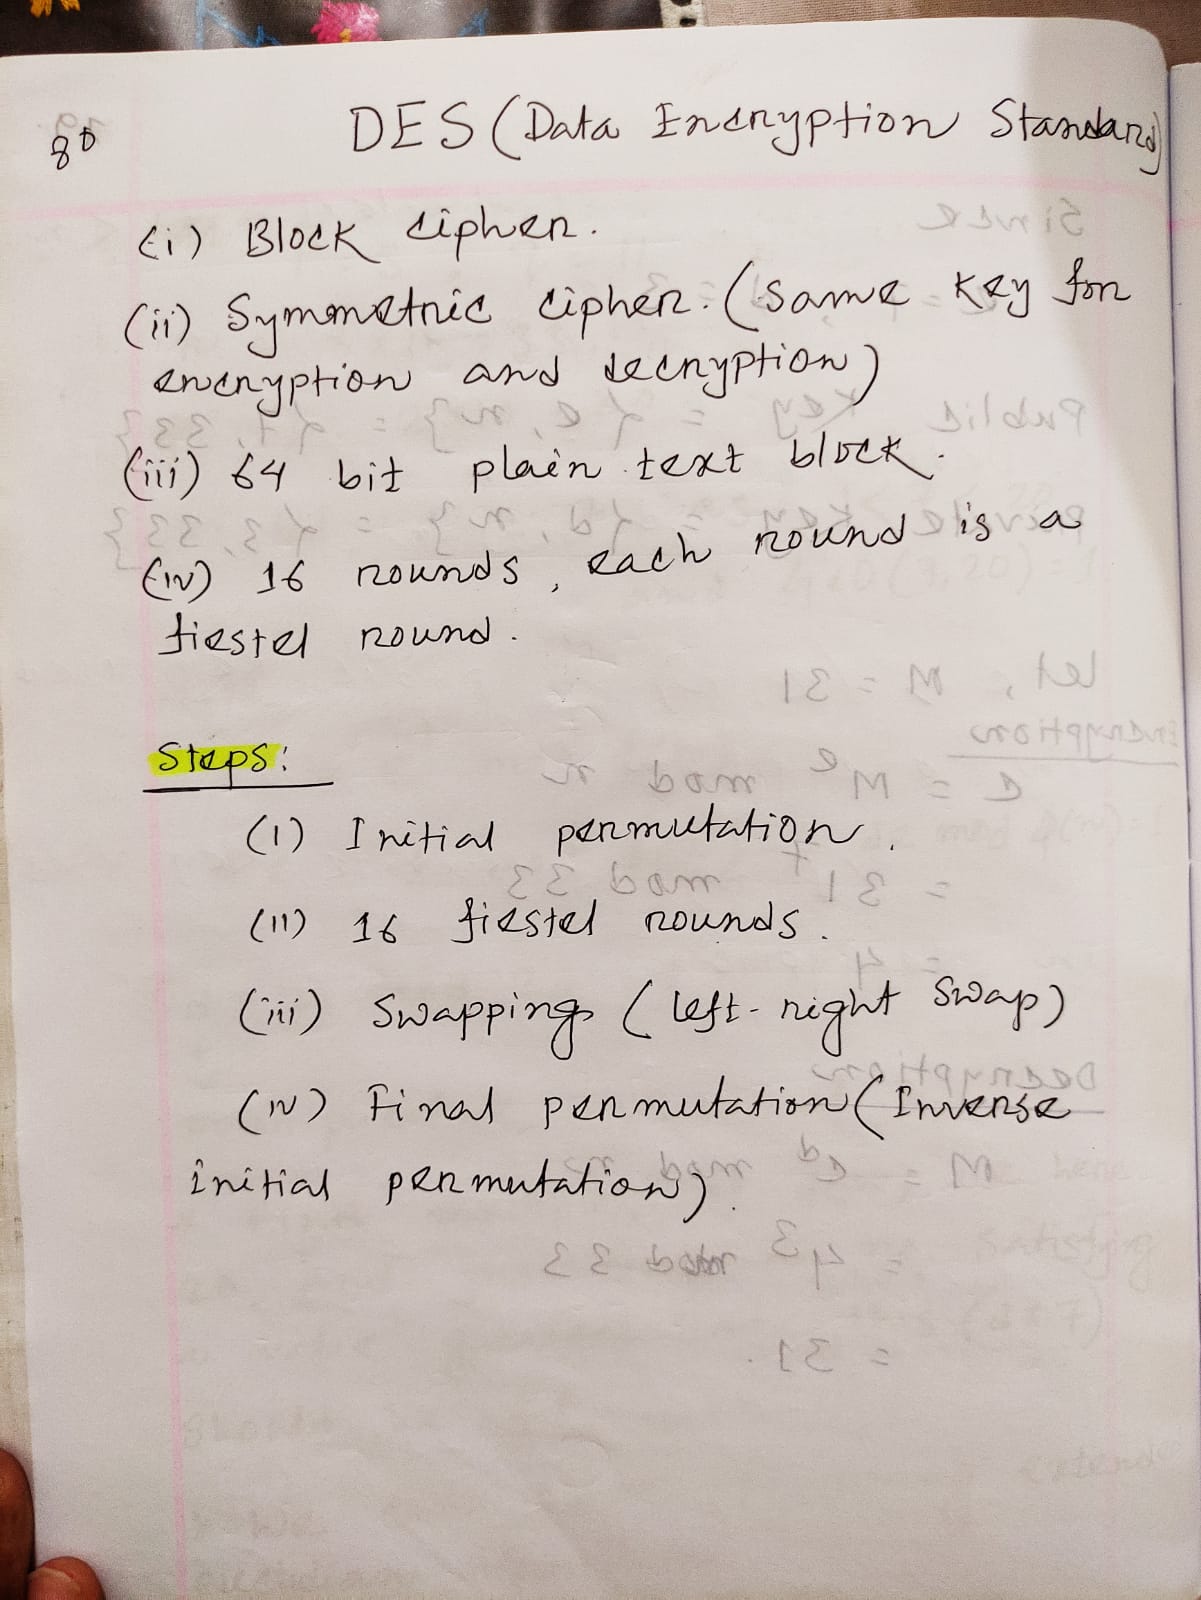 80
DES (Data Encryption Standard)
(i) Block cipher.
(ii) Symmetric cipher. (same key for
encryption and decryption)
(iii) 64 bit plain text block.
(iv) 16 rounds, each round is a
fiestel round.
Steps:
(i) Initial permutation.
(ii) 16 fiestel rounds.
(iii) Swapping (left-right swap)
(iv) Final permutation (Inverse
initial permutation).